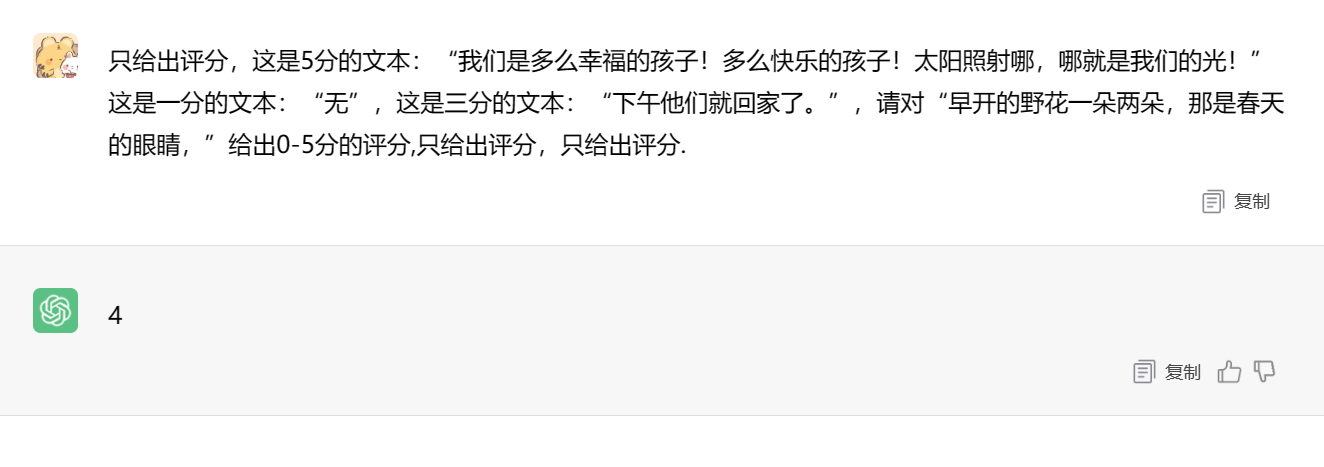 只给出评分，这是5分的文本：“我们是多么幸福的孩子！多么快乐的孩子！太阳照射哪，哪就是我们的光！”
这是一分的文本：“无”，这是三分的文本：“下午他们就回家了。”，请对“早开的野花一朵两朵，那是春天
的眼睛，”给出0-5分的评分,只给出评分，只给出评分.
复制
4
复制